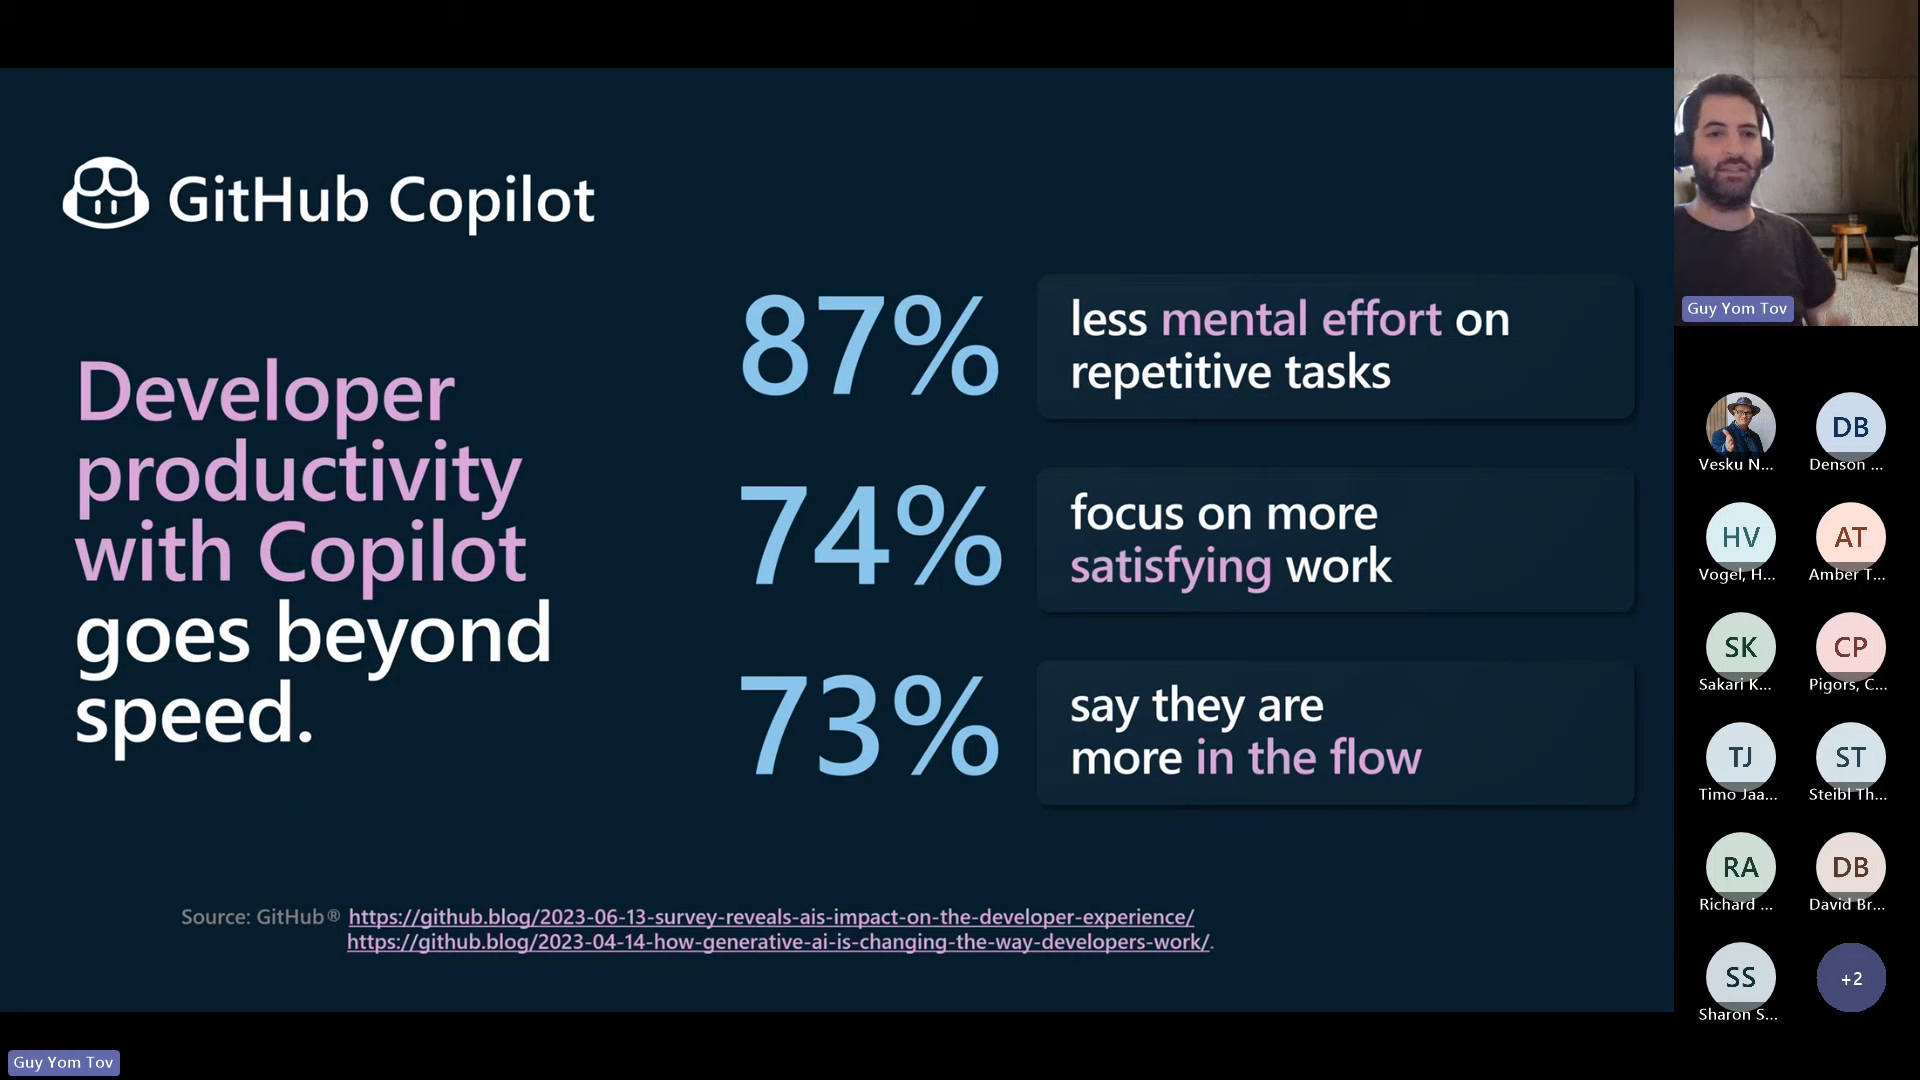 GitHub Copilot
Developer
productivity
with Copilot
goes beyond
speed.
87%
less mental effort on
repetitive tasks
74%
focus on more
satisfying work
73%
say they are
more in the flow
Source: GitHub® https://github.blog/2023-06-13-survey-reveals-ais-impact-on-the-developer-experience/
https://github.blog/2023-04-14-how-generative-ai-is-changing-the-way-developers-work/.
Guy Yom Tov
Vesku N...
DB
Denson ...
HV
Vogel, H...
AT
Amber T...
SK
Sakari K...
CP
Pigors, C...
TJ
Timo Jaa...
ST
Steibl Th...
RA
Richard ...
DB
David Br...
SS
Sharon S...
+2
Guy Yom Tov